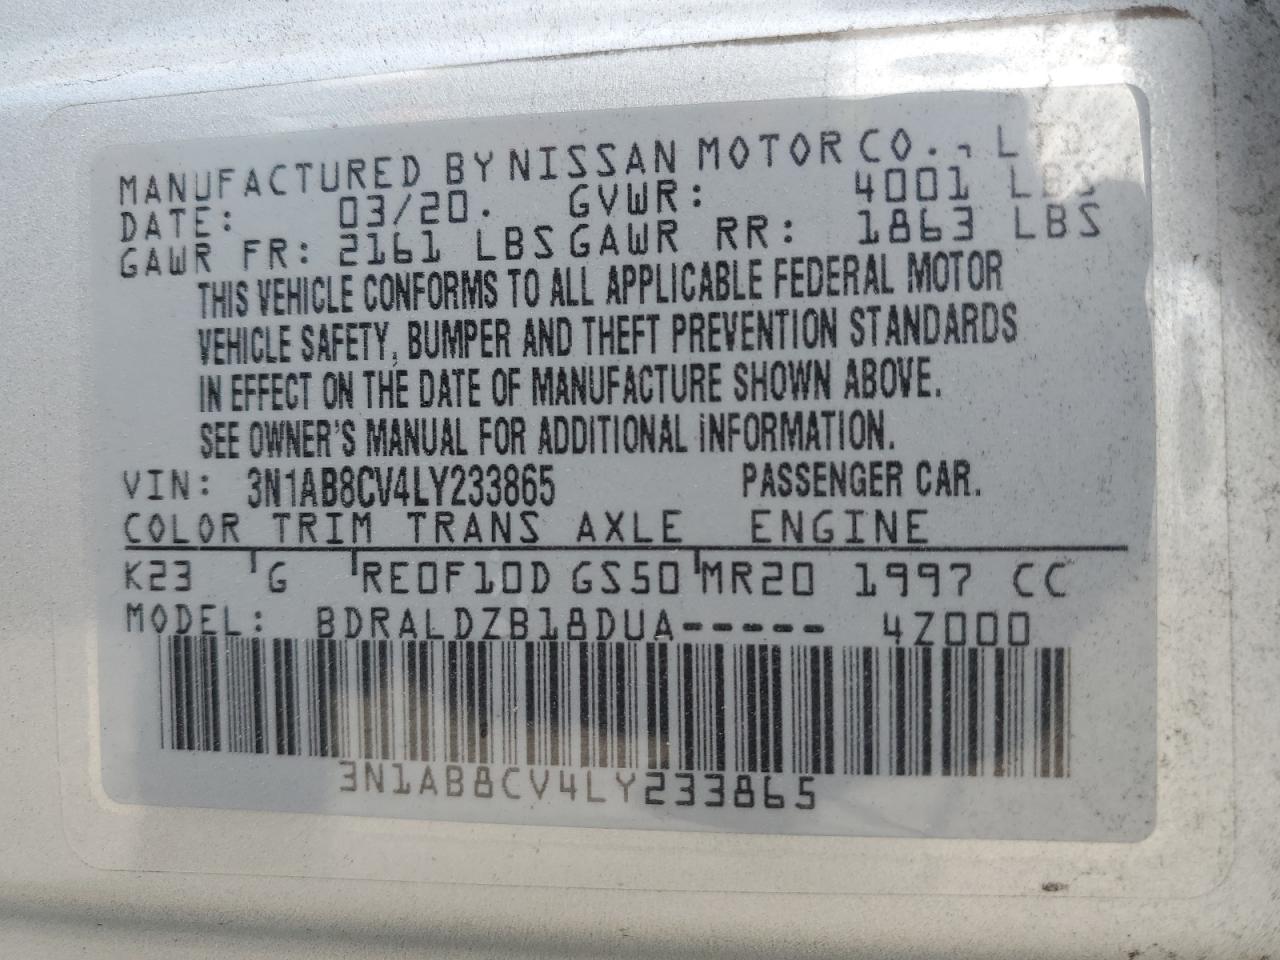 MANUFACTURED BY NISSAN MOTOR CO., LTD
DATE: 03/20. GVWR: 4001 LBS
GAWR FR: 2161 LBS GAWR RR: 1863 LBS
THIS VEHICLE CONFORMS TO ALL APPLICABLE FEDERAL MOTOR
VEHICLE SAFETY, BUMPER AND THEFT PREVENTION STANDARDS
IN EFFECT ON THE DATE OF MANUFACTURE SHOWN ABOVE.
SEE OWNER'S MANUAL FOR ADDITIONAL INFORMATION.
VIN: 3N1AB8CV4LY233865 PASSENGER CAR.
COLOR TRIM TRANS AXLE ENGINE
K23 G RE0F10D GS50 MR20 1997 CC
MODEL: BDRALDZB18DUA----- 4Z000
3N1AB8CV4LY233865